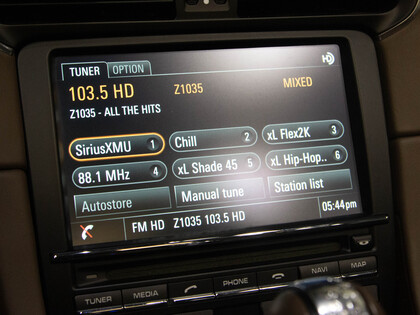 TUNER OPTION HD
103.5 HD Z1035 MIXED
Z1035 - ALL THE HITS
SiriusXMU 1 Chill 2 xL Flex2K 3
88.1 MHz 4 xL Shade 45 5 xL Hip-Hop.. 6
Autostore Manual tune Station list
FM HD Z1035 103.5 HD 05:44pm
TUNER MEDIA PHONE NAVI MAP